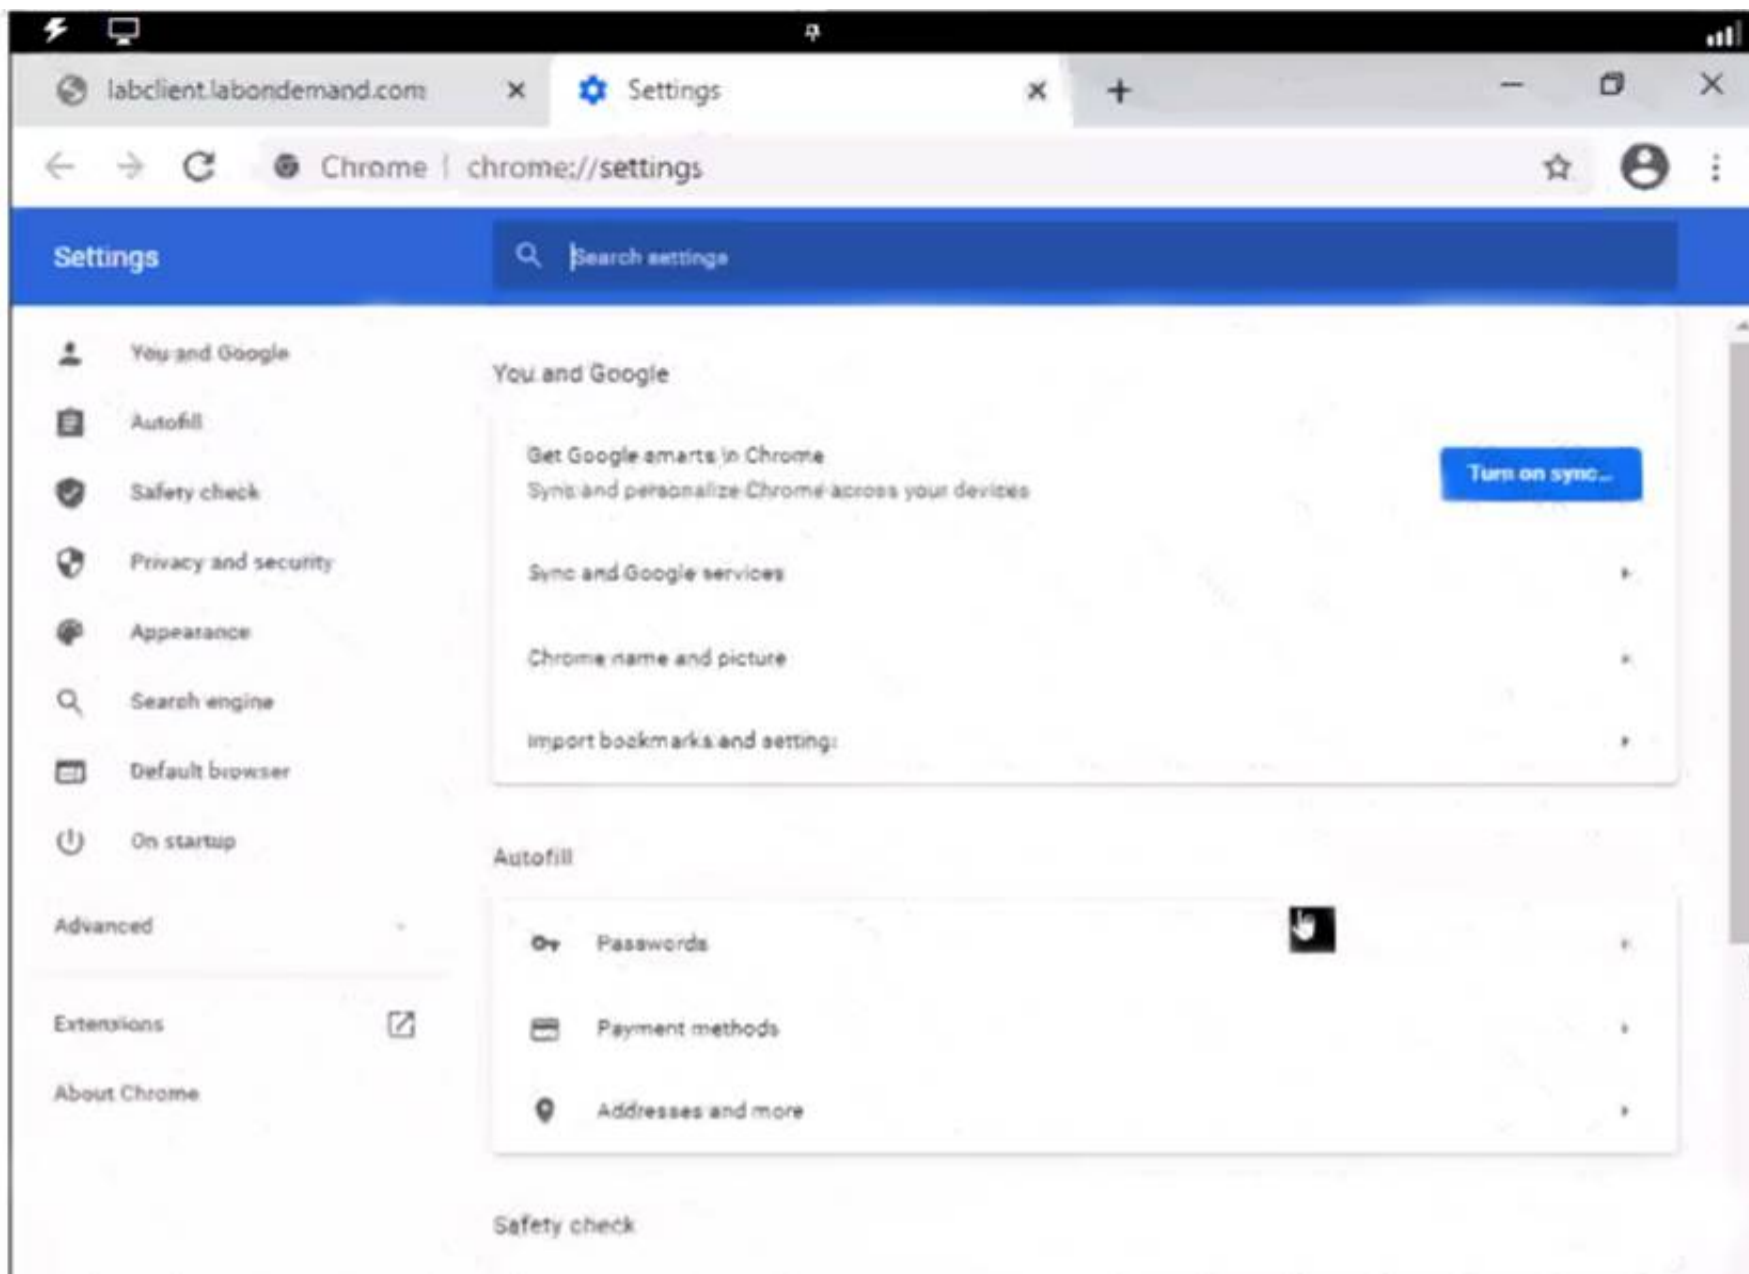 labclient.labondemand.com
Settings
Chrome | chrome://settings
Settings
Search settings
You and Google
Autofill
Safety check
Privacy and security
Appearance
Search engine
Default browser
On startup
Advanced
Extensions
About Chrome
You and Google
Get Google smarts in Chrome
Sync and personalize Chrome across your devices
Turn on sync...
Sync and Google services
Chrome name and picture
Import bookmarks and settings
Autofill
Passwords
Payment methods
Addresses and more
Safety check